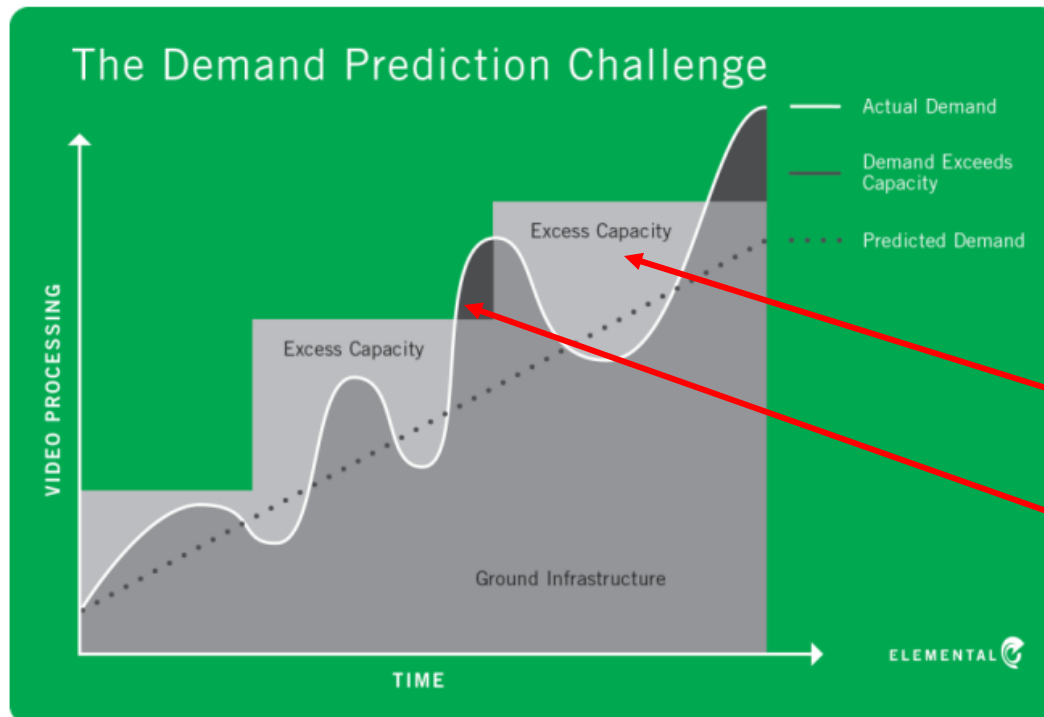 The Demand Prediction Challenge
Actual Demand
Demand Exceeds
Capacity
Predicted Demand
Excess Capacity
Excess Capacity
Ground Infrastructure
VIDEO PROCESSING
TIME
ELEMENTAL